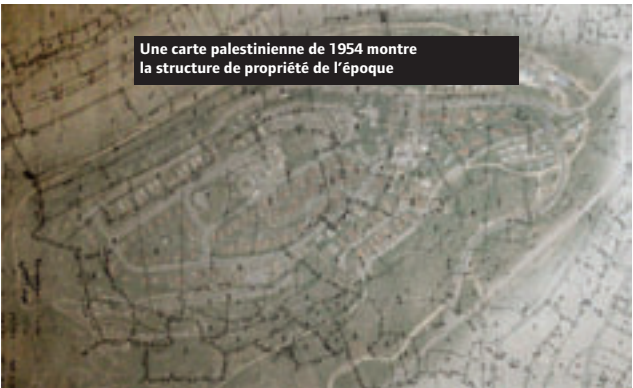 Une carte palestinienne de 1954 montre
la structure de propriété de l’époque